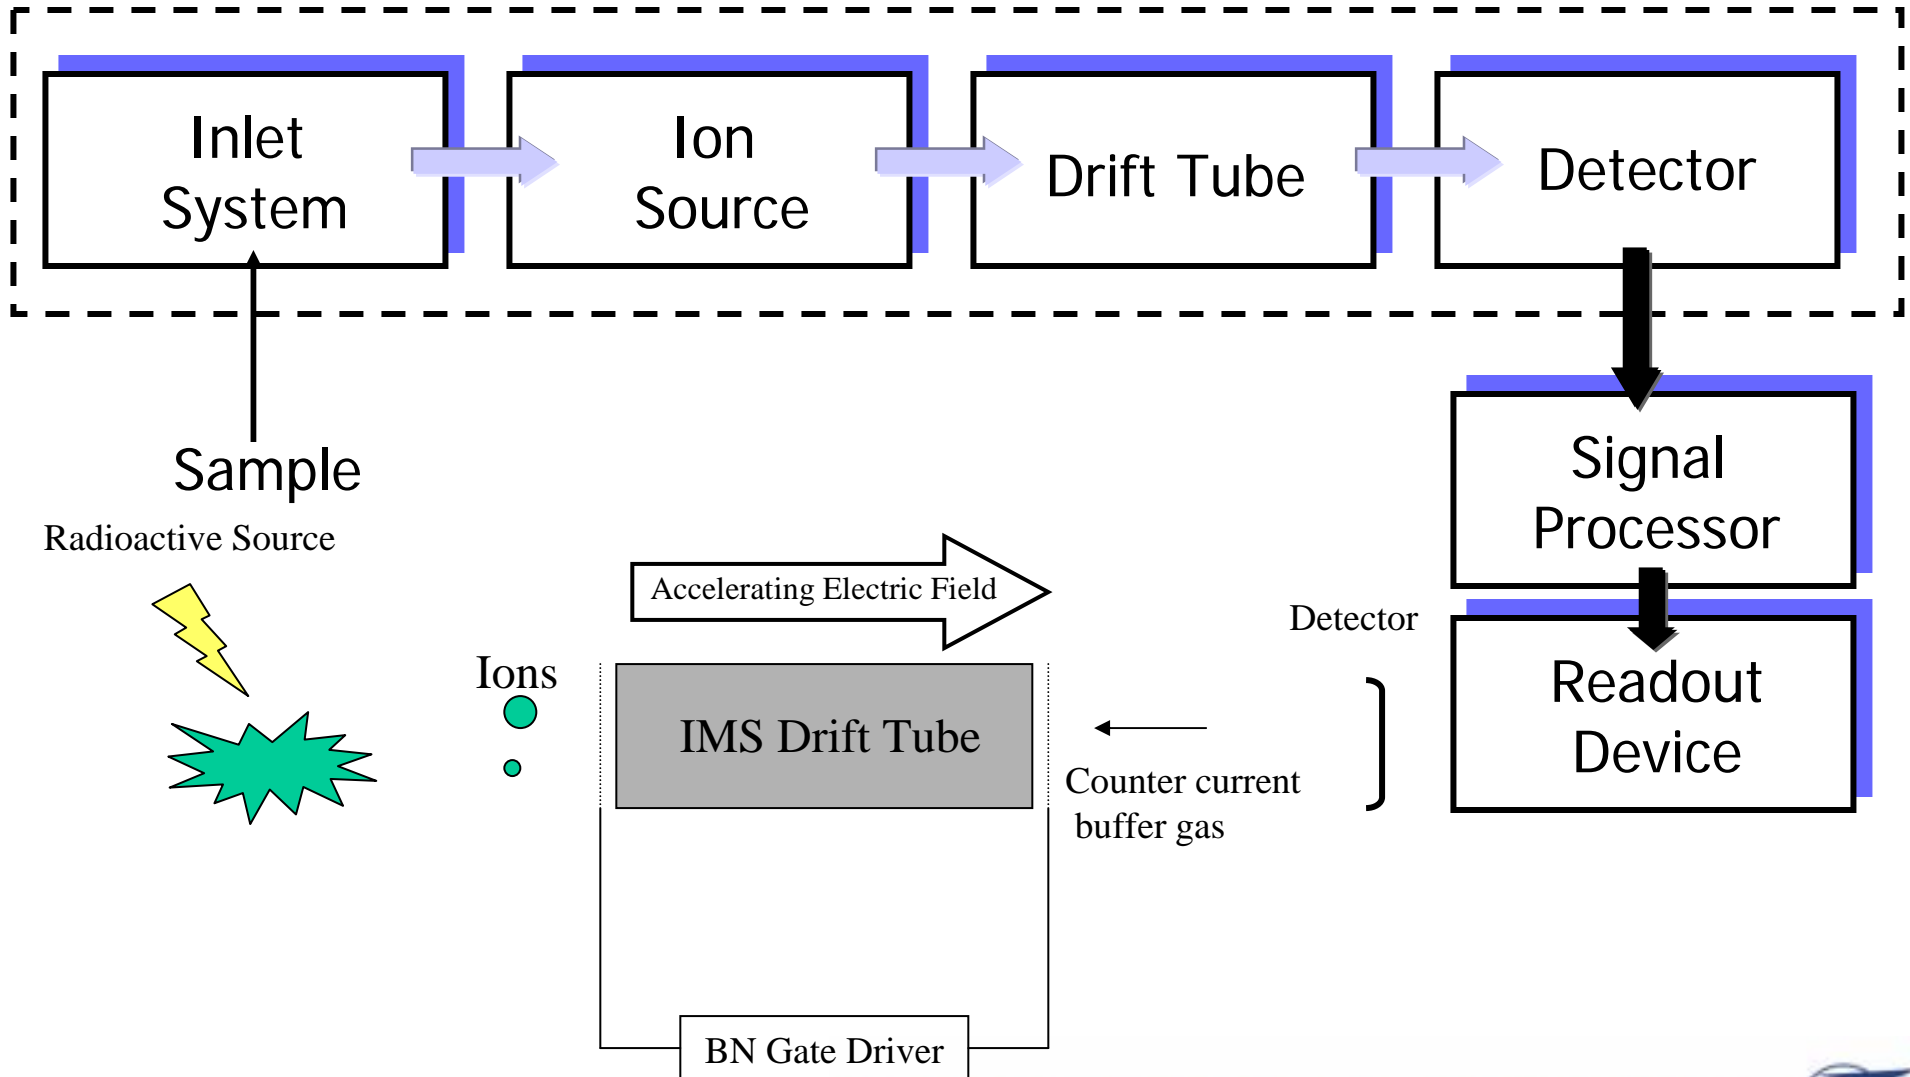 Inlet
System
Ion
Source
Drift Tube
Detector
Sample
Signal
Processor
Radioactive Source
Accelerating Electric Field
Detector
Ions
IMS Drift Tube
Readout
Device
Counter current
buffer gas
BN Gate Driver